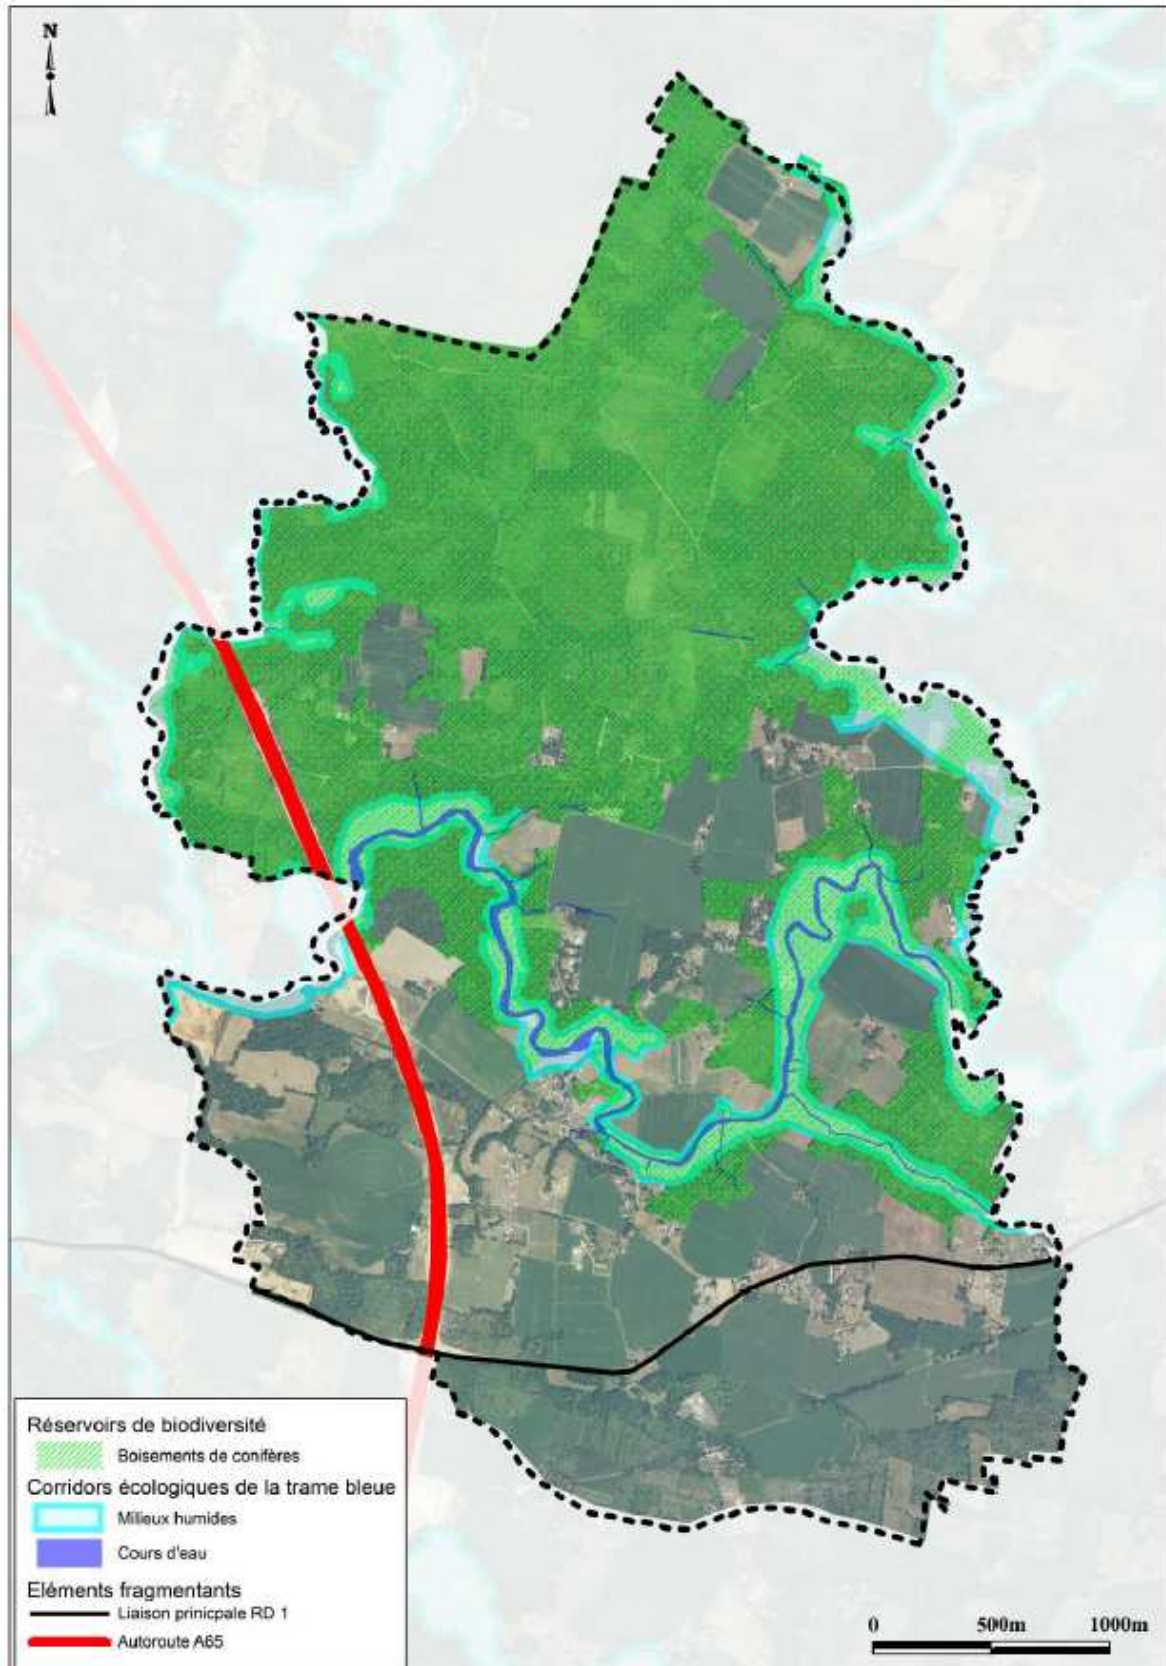 N
Réservoirs de biodiversité
Boisements de conifères
Corridors écologiques de la trame bleue
Milieux humides
Cours d'eau
Eléments fragmentants
Liaison prinicpale RD 1
Autoroute A65
0 500m 1000m